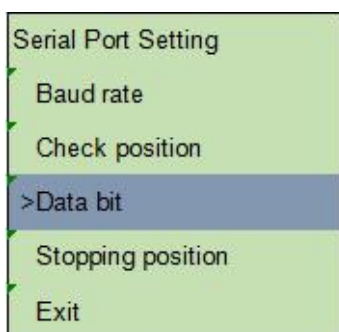 Serial Port Setting
Baud rate
Check position
>Data bit
Stopping position
Exit